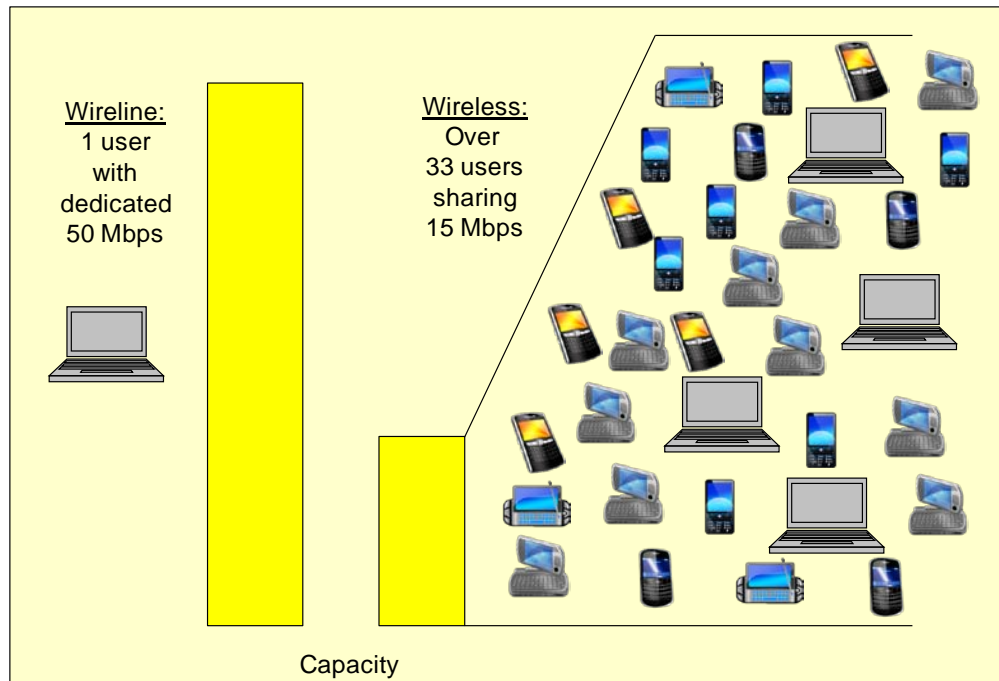 Wireline:
1 user
with
dedicated
50 Mbps
Wireless:
Over
33 users
sharing
15 Mbps
Capacity